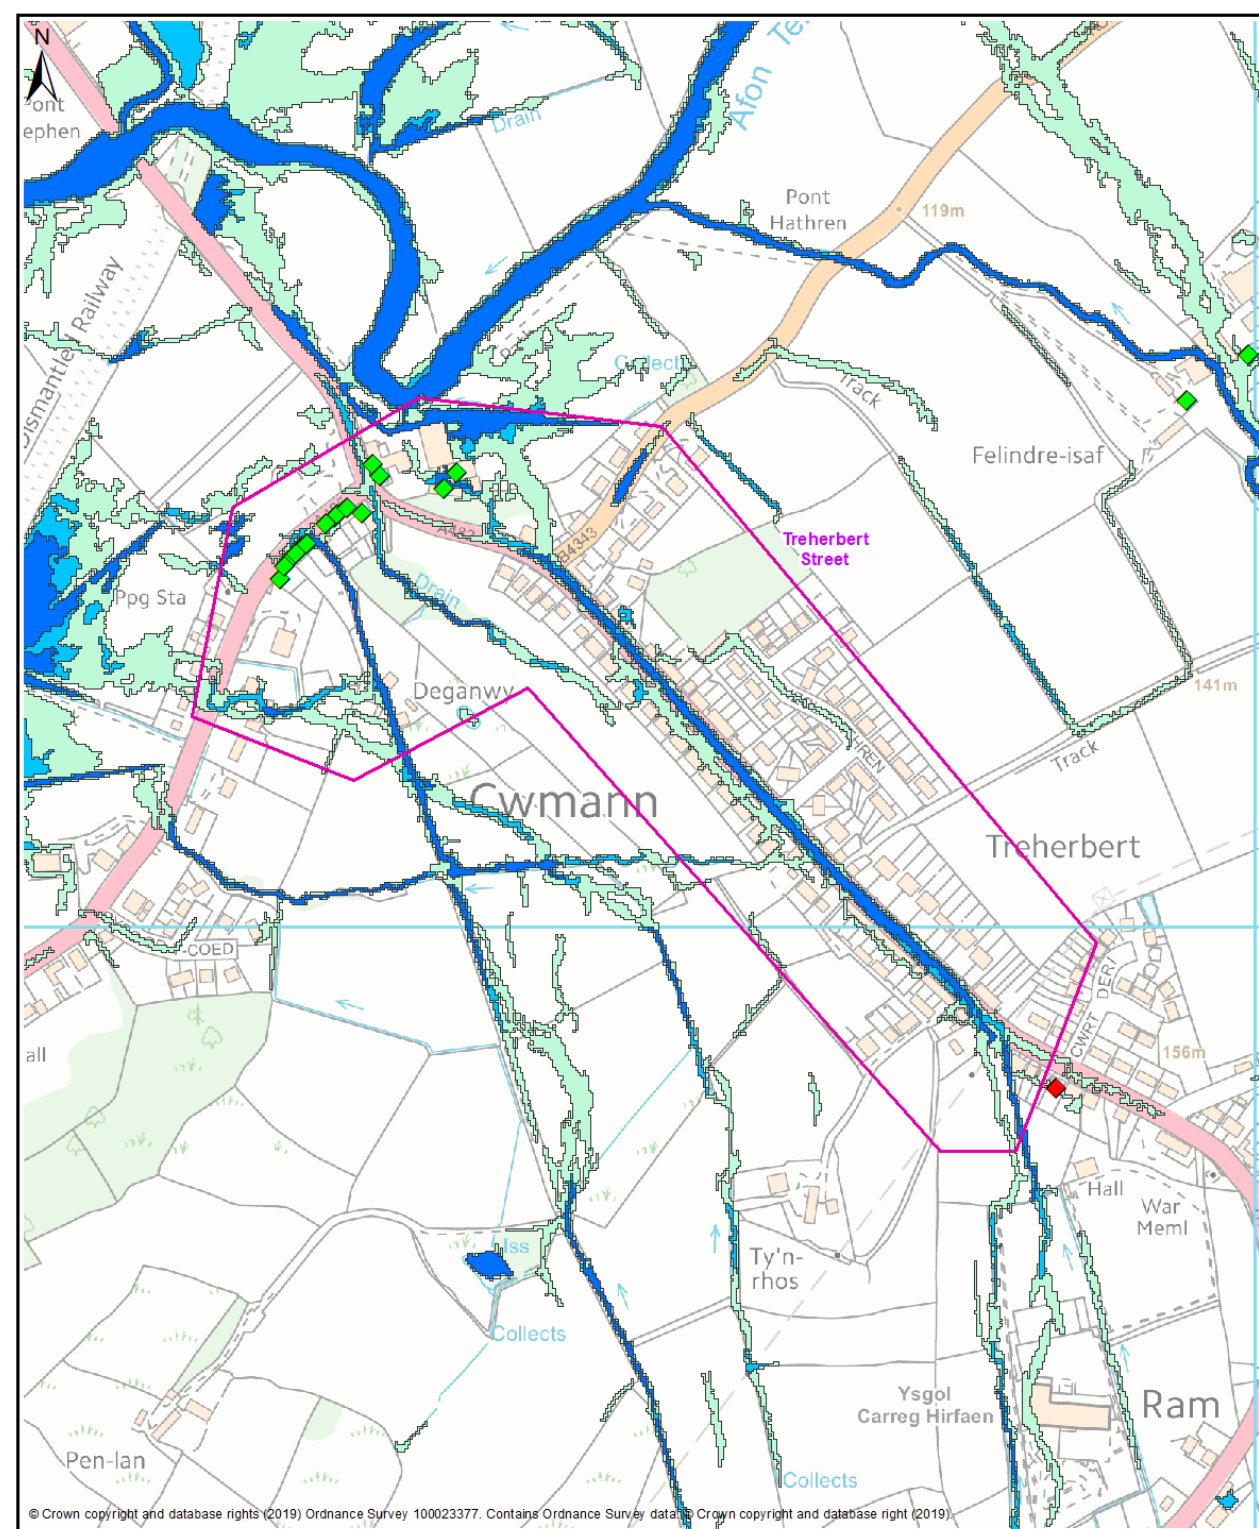 N
Pont
ephen
Drain
Afon Te
Pont
Hathren
119m
Dismantled Railway
Collects
Track
Felindre-isaf
A482
B4343
Treherbert
Street
Ppg Sta
Drain
Deganwy
HREN
141m
Track
Cwmann
Treherbert
-COED
DERI
CWRT
156m
all
Hall
War
Meml
Iss
Ty'n-
rhos
Collects
Ysgol
Carreg Hirfaen
Ram
Pen-lan
Collects
© Crown copyright and database rights (2019) Ordnance Survey 100023377. Contains Ordnance Survey data. © Crown copyright and database right (2019).